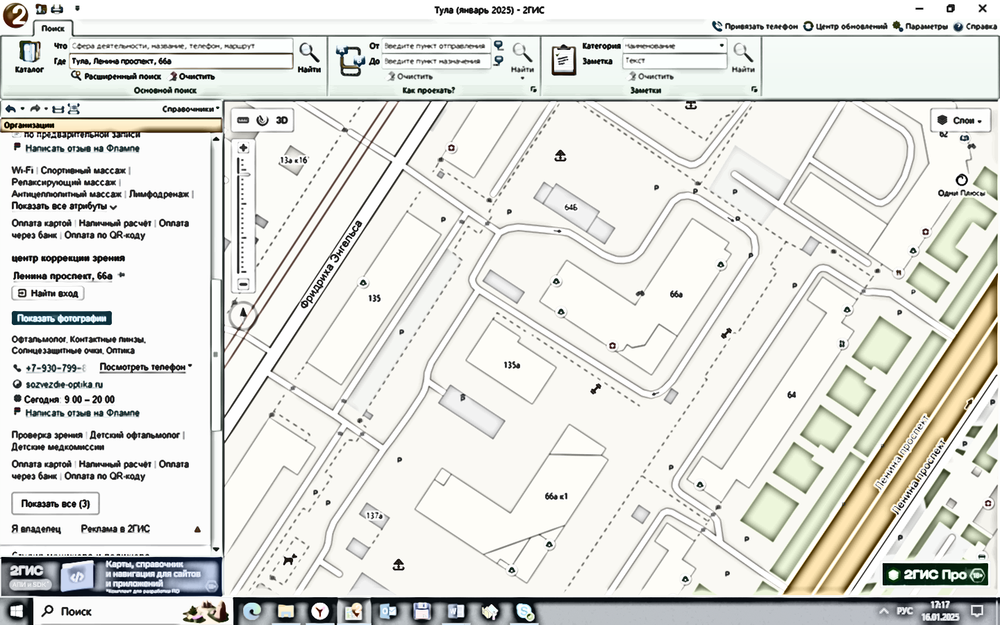 Тула (январь 2025) - 2ГИС
Поиск
Привязать телефон
Центр обновлений
Параметры
Справка
Каталог
Что
Сфера деятельности, название, телефон, маршрут
Где
Тула, Ленина проспект, 66а
Найти
Расширенный поиск
Очистить
Основной поиск
От
Введите пункт отправления
До
Введите пункт назначения
Найти
Очистить
Как проехать?
Категория
Наименование
Заметка
Текст
Найти
Очистить
Заметки
Справочники
Организации
по предварительной записи
Написать отзыв на Флампе
Wi-Fi | Спортивный массаж |
Релаксирующий массаж |
Антицеллюлитный массаж | Лимфодренаж |
Показать все атрибуты
Оплата картой | Наличный расчёт | Оплата
через банк | Оплата по QR-коду
центр коррекции зрения
Ленина проспект, 66а
Найти вход
Показать фотографии
Офтальмолог, Контактные линзы,
Солнцезащитные очки, Оптика
+7-930-799-8
Посмотреть телефон
sozvezdie-optika.ru
Сегодня: 9:00 – 20:00
Написать отзыв на Флампе
Проверка зрения | Детский офтальмолог |
Детские медкомиссии
Оплата картой | Наличный расчёт | Оплата
через банк | Оплата по QR-коду
Показать все (3)
Я владелец
Реклама в 2ГИС
2ГИС
АПИ и SDK*
Карты, справочник
и навигация для сайтов
и приложений
3D
Слои
13а к16
62
Одни Плюсы
64Б
Фридриха Энгельса
135
66а
135а
64
66а к1
137а
Ленина проспект
Ленина проспект
2ГИС Про
18+
Поиск
РУС
17:17
16.01.2025